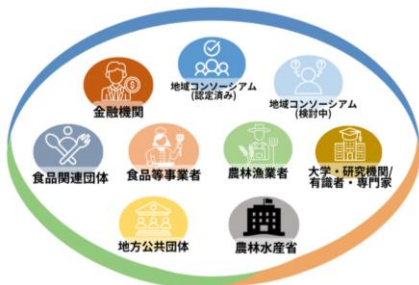 地域コンソーシアム
(認定済み)
地域コンソーシアム
(検討中)
金融機関
食品関連団体
食品等事業者
農林漁業者
大学・研究機関/
有識者・専門家
地方公共団体
農林水産省